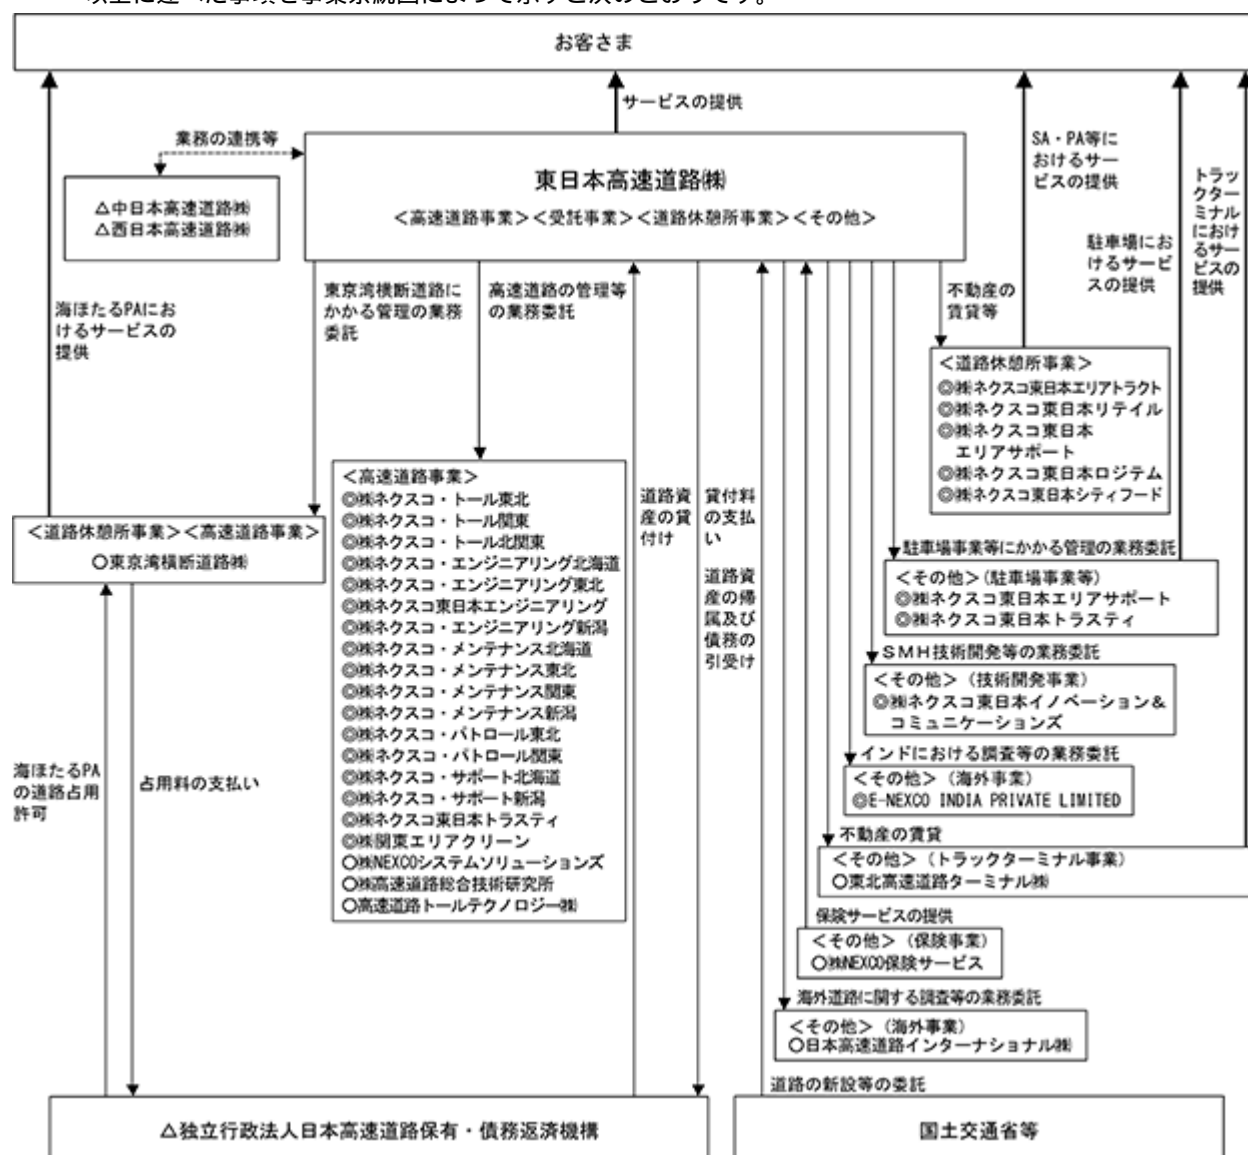 以上に述べた事項を事業系統図によって示すと次のとおりです。
お客さま
サービスの提供
業務の連携等
△中日本高速道路㈱
△西日本高速道路㈱
東日本高速道路㈱
＜高速道路事業＞＜受託事業＞＜道路休憩所事業＞＜その他＞
SA・PA等に
おけるサー
ビスの提供
駐車場にお
けるサービ
スの提供
トラッ
クター
ミナル
におけ
るサー
ビスの
提供
海ほたるPAにお
けるサービスの
提供
東京湾横断道路に
かかる管理の業務
委託
高速道路の管理等
の業務委託
不動産の
賃貸等
＜道路休憩所事業＞
◎㈱ネクスコ東日本エリアトラクト
◎㈱ネクスコ東日本リテイル
◎㈱ネクスコ東日本
エリアサポート
◎㈱ネクスコ東日本ロジテム
◎㈱ネクスコ東日本シティフード
＜道路休憩所事業＞＜高速道路事業＞
○東京湾横断道路㈱
＜高速道路事業＞
◎㈱ネクスコ・トール東北
◎㈱ネクスコ・トール関東
◎㈱ネクスコ・トール北関東
◎㈱ネクスコ・エンジニアリング北海道
◎㈱ネクスコ・エンジニアリング東北
◎㈱ネクスコ東日本エンジニアリング
◎㈱ネクスコ・エンジニアリング新潟
◎㈱ネクスコ・メンテナンス北海道
◎㈱ネクスコ・メンテナンス東北
◎㈱ネクスコ・メンテナンス関東
◎㈱ネクスコ・メンテナンス新潟
◎㈱ネクスコ・パトロール東北
◎㈱ネクスコ・パトロール関東
◎㈱ネクスコ・サポート北海道
◎㈱ネクスコ・サポート新潟
◎㈱ネクスコ東日本トラスティ
◎㈱関東エリアクリーン
○㈱NEXCOシステムソリューションズ
○㈱高速道路総合技術研究所
○高速道路トールテクノロジー㈱
道路資
産の貸
付け
貸付料
の支払
い
道路資
産の帰
属及び
債務の
引受け
駐車場事業等にかかる管理の業務委託
＜その他＞(駐車場事業等)
◎㈱ネクスコ東日本エリアサポート
◎㈱ネクスコ東日本トラスティ
ＳＭＨ技術開発等の業務委託
＜その他＞（技術開発事業）
◎㈱ネクスコ東日本イノベーション＆
コミュニケーションズ
インドにおける調査等の業務委託
＜その他＞（海外事業）
◎E-NEXCO INDIA PRIVATE LIMITED
不動産の賃貸
＜その他＞（トラックターミナル事業）
○東北高速道路ターミナル㈱
保険サービスの提供
＜その他＞（保険事業）
○㈱NEXCO保険サービス
海外道路に関する調査等の業務委託
＜その他＞（海外事業）
○日本高速道路インターナショナル㈱
道路の新設等の委託
海ほたるPA
の道路占用
許可
占用料の支払い
△独立行政法人日本高速道路保有・債務返済機構
国土交通省等